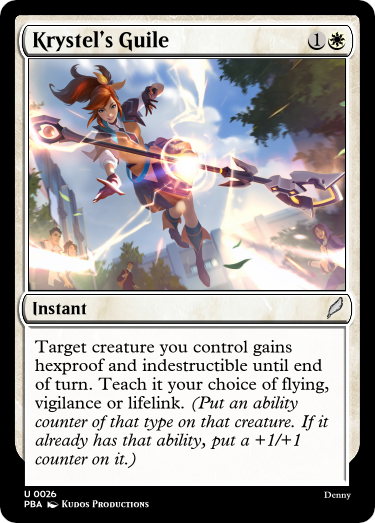 Krystel's Guile 1
Instant
Target creature you control gains
hexproof and indestructible until end
of turn. Teach it your choice of flying,
vigilance or lifelink. (Put an ability
counter of that type on that creature. If it
already has that ability, put a +1/+1
counter on it.)
U 0026
Denny
PBA Kudos Productions